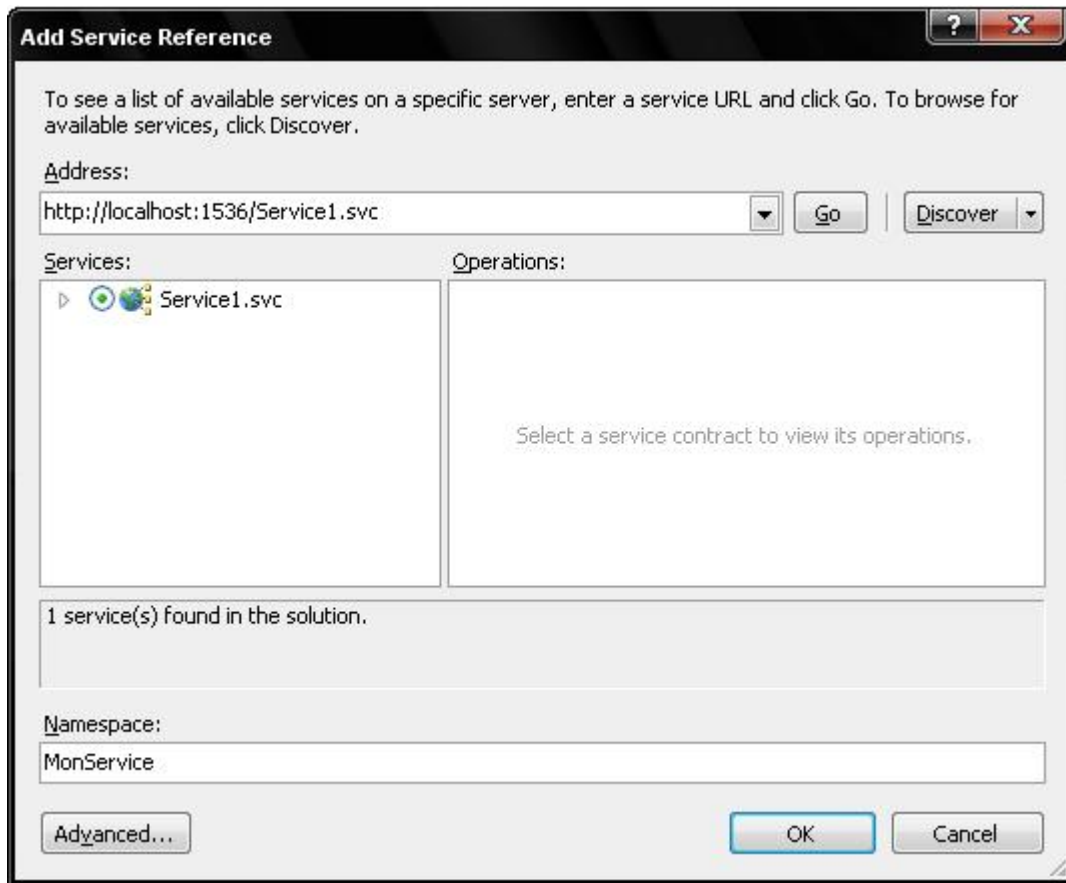 Add Service Reference
To see a list of available services on a specific server, enter a service URL and click Go. To browse for
available services, click Discover.
Address:
http://localhost:1536/Service1.svc
Go
Discover
Services:
Operations:
Service1.svc
Select a service contract to view its operations.
1 service(s) found in the solution.
Namespace:
MonService
Advanced...
OK
Cancel